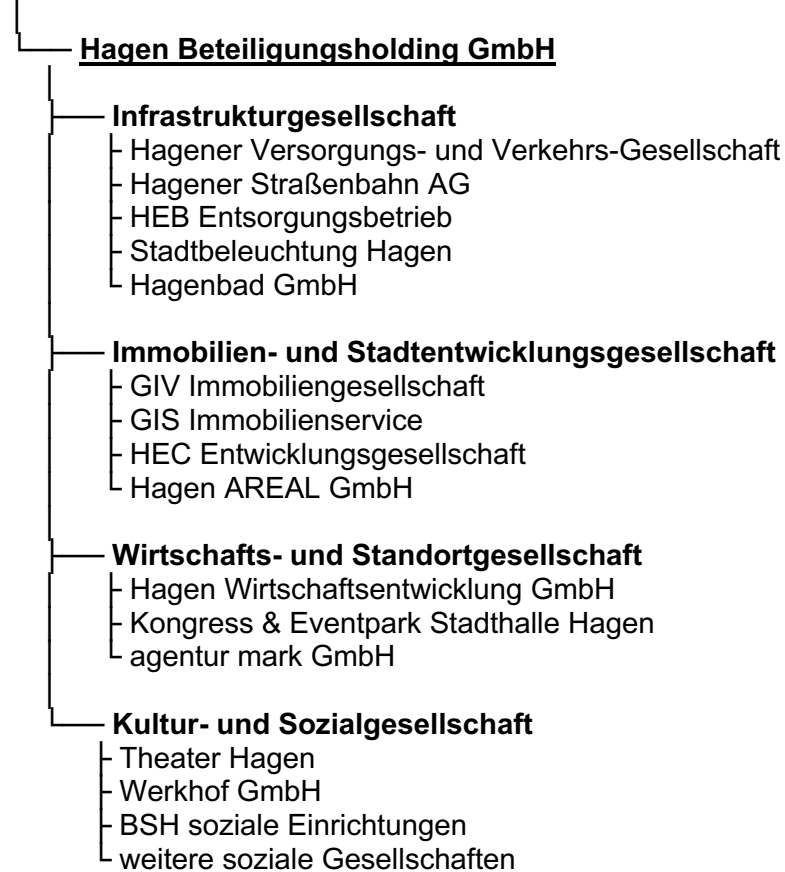 Hagen Beteiligungsholding GmbH
Infrastrukturgesellschaft
Hagener Versorgungs- und Verkehrs-Gesellschaft
Hagener Straßenbahn AG
HEB Entsorgungsbetrieb
Stadtbeleuchtung Hagen
Hagenbad GmbH
Immobilien- und Stadtentwicklungsgesellschaft
GIV Immobiliengesellschaft
GIS Immobilienservice
HEC Entwicklungsgesellschaft
Hagen AREAL GmbH
Wirtschafts- und Standortgesellschaft
Hagen Wirtschaftsentwicklung GmbH
Kongress & Eventpark Stadthalle Hagen
agentur mark GmbH
Kultur- und Sozialgesellschaft
Theater Hagen
Werkhof GmbH
BSH soziale Einrichtungen
weitere soziale Gesellschaften